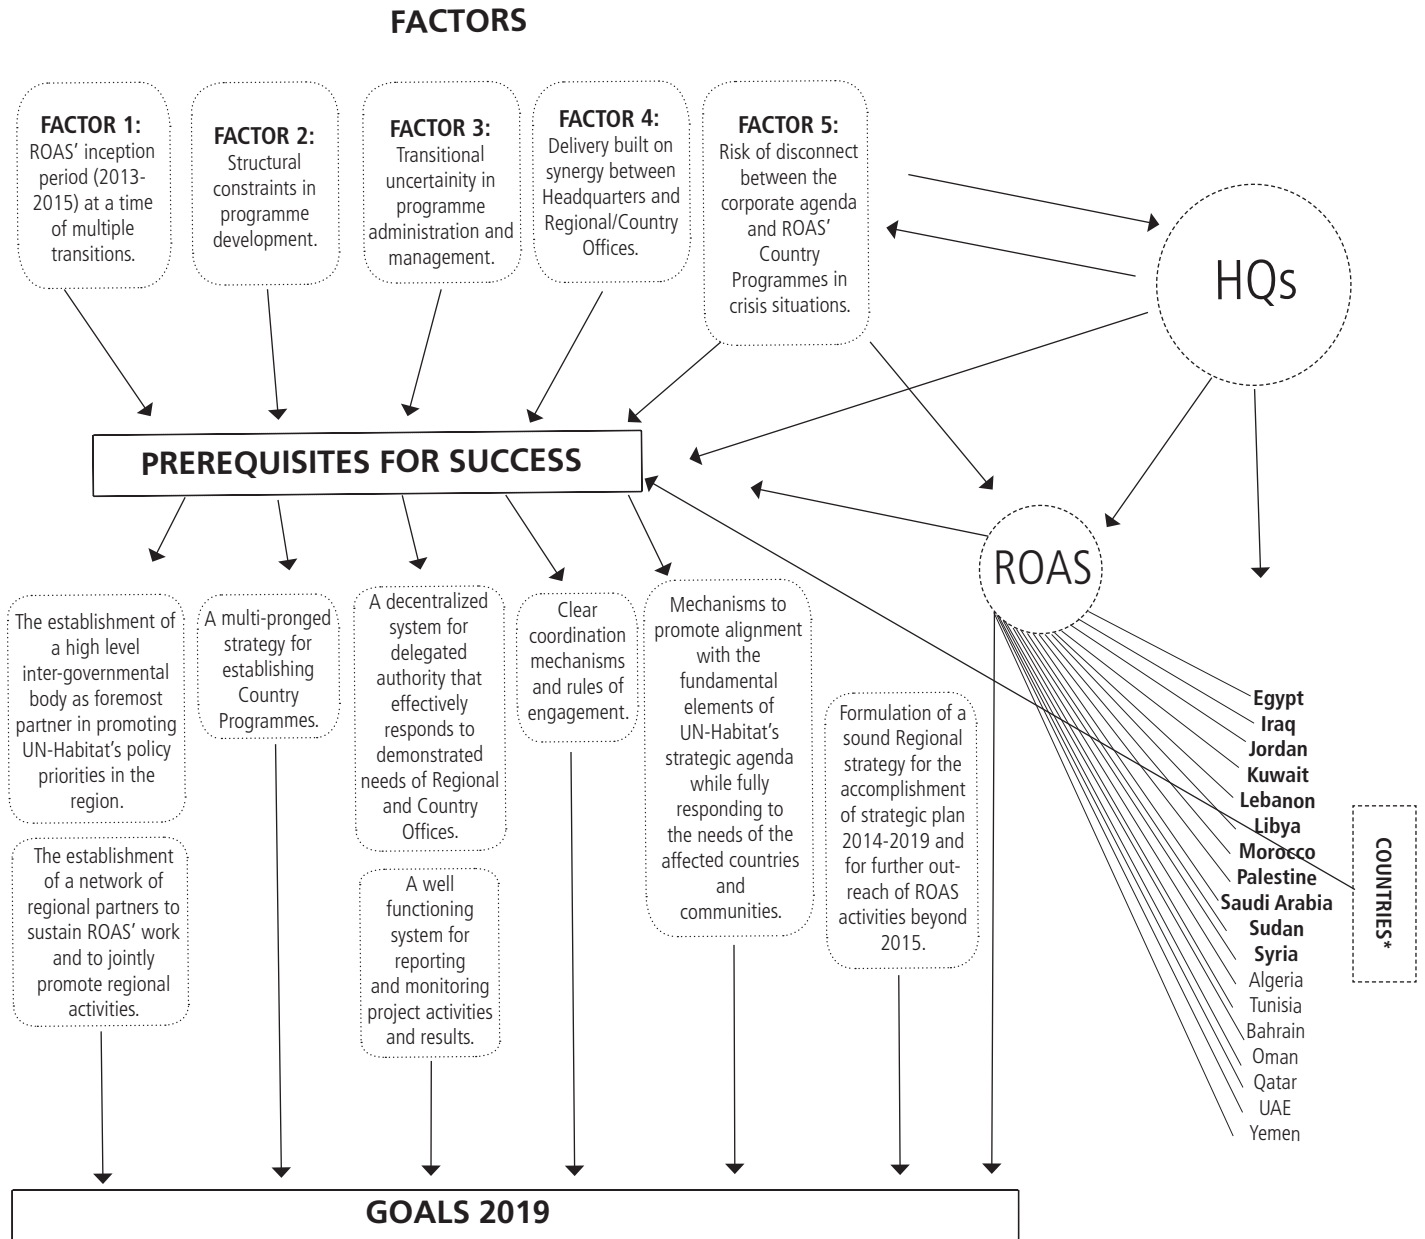 FACTORS
FACTOR 1:
ROAS' inception
period (2013-
2015) at a time
of multiple
transitions.
FACTOR 2:
Structural
constraints in
programme
development.
FACTOR 3:
Transitional
uncertainity in
programme
administration and
management.
FACTOR 4:
Delivery built on
synergy between
Headquarters and
Regional/Country
Offices.
FACTOR 5:
Risk of disconnect
between the
corporate agenda
and ROAS'
Country
Programmes in
crisis situations.
HQs
PREREQUISITES FOR SUCCESS
ROAS
The establishment of
a high level
inter-governmental
body as foremost
partner in promoting
UN-Habitat's policy
priorities in the
region.
The establishment
of a network of
regional partners to
sustain ROAS' work
and to jointly
promote regional
activities.
A multi-pronged
strategy for
establishing
Country
Programmes.
A decentralized
system for
delegated
authority that
effectively
responds to
demonstrated
needs of Regional
and Country
Offices.
A well
functioning
system for
reporting
and monitoring
project activities
and results.
Clear
coordination
mechanisms
and rules of
engagement.
Mechanisms to
promote alignment
with the
fundamental
elements of
UN-Habitat's
strategic agenda
while fully
responding to
the needs of the
affected countries
and
communities.
Formulation of a
sound Regional
strategy for the
accomplishment
of strategic plan
2014-2019 and
for further out-
reach of ROAS
activities beyond
2015.
Egypt
Iraq
Jordan
Kuwait
Lebanon
Libya
Morocco
Palestine
Saudi Arabia
Sudan
Syria
Algeria
Tunisia
Bahrain
Oman
Qatar
UAE
Yemen
COUNTRIES*
GOALS 2019